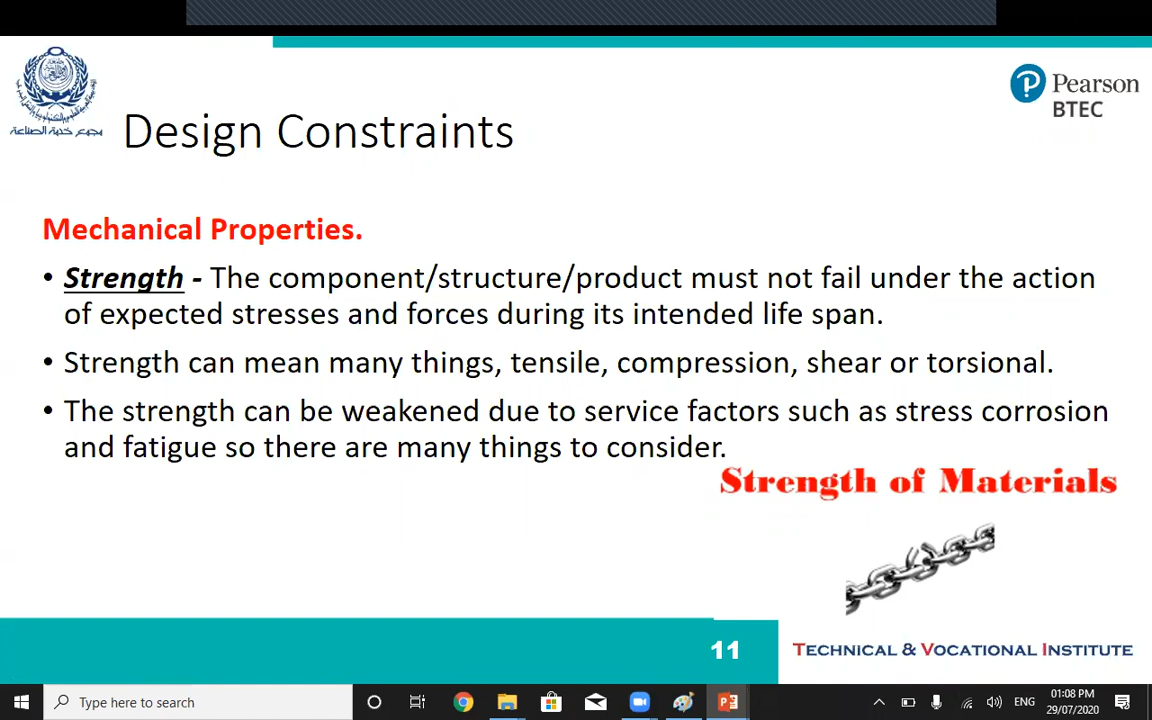 مجمع خدمة الصناعة
Pearson
BTEC
Design Constraints
Mechanical Properties.
• Strength - The component/structure/product must not fail under the action
of expected stresses and forces during its intended life span.
• Strength can mean many things, tensile, compression, shear or torsional.
• The strength can be weakened due to service factors such as stress corrosion
and fatigue so there are many things to consider.
Strength of Materials
11
TECHNICAL & VOCATIONAL INSTITUTE
Type here to search
ENG
01:08 PM
29/07/2020